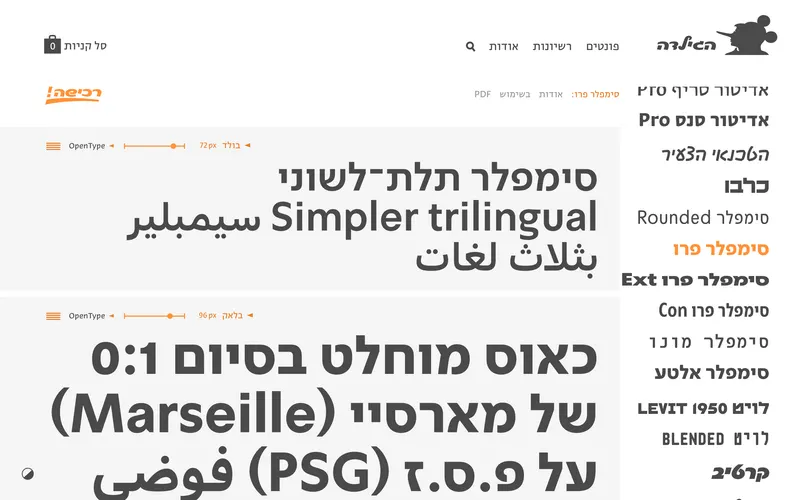 הגילדה
פונטים
רשיונות
אודות
סל קניות
0
סימפלר פרו:
אודות
בשימוש
PDF
רכישה!
בולד
72 px
OpenType
סימפלר תלת־לשוני
Simpler trilingual سيمبلير
بثلاث لغات
בלאק
96 px
OpenType
כאוס מוחלט בסיום 0:1
של מארסיי (Marseille)
על פ.ס.ז (PSG) فوضى
אדיטור סריף Pro
אדיטור סנס Pro
הטכנאי הצעיר
כלבו
סימפלר Rounded
סימפלר פרו
סימפלר פרו Ext
סימפלר פרו Con
סימפלר מונו
סימפלר אלטע
לויט LEVIT 1950
לויט BLENDED
קרטיב